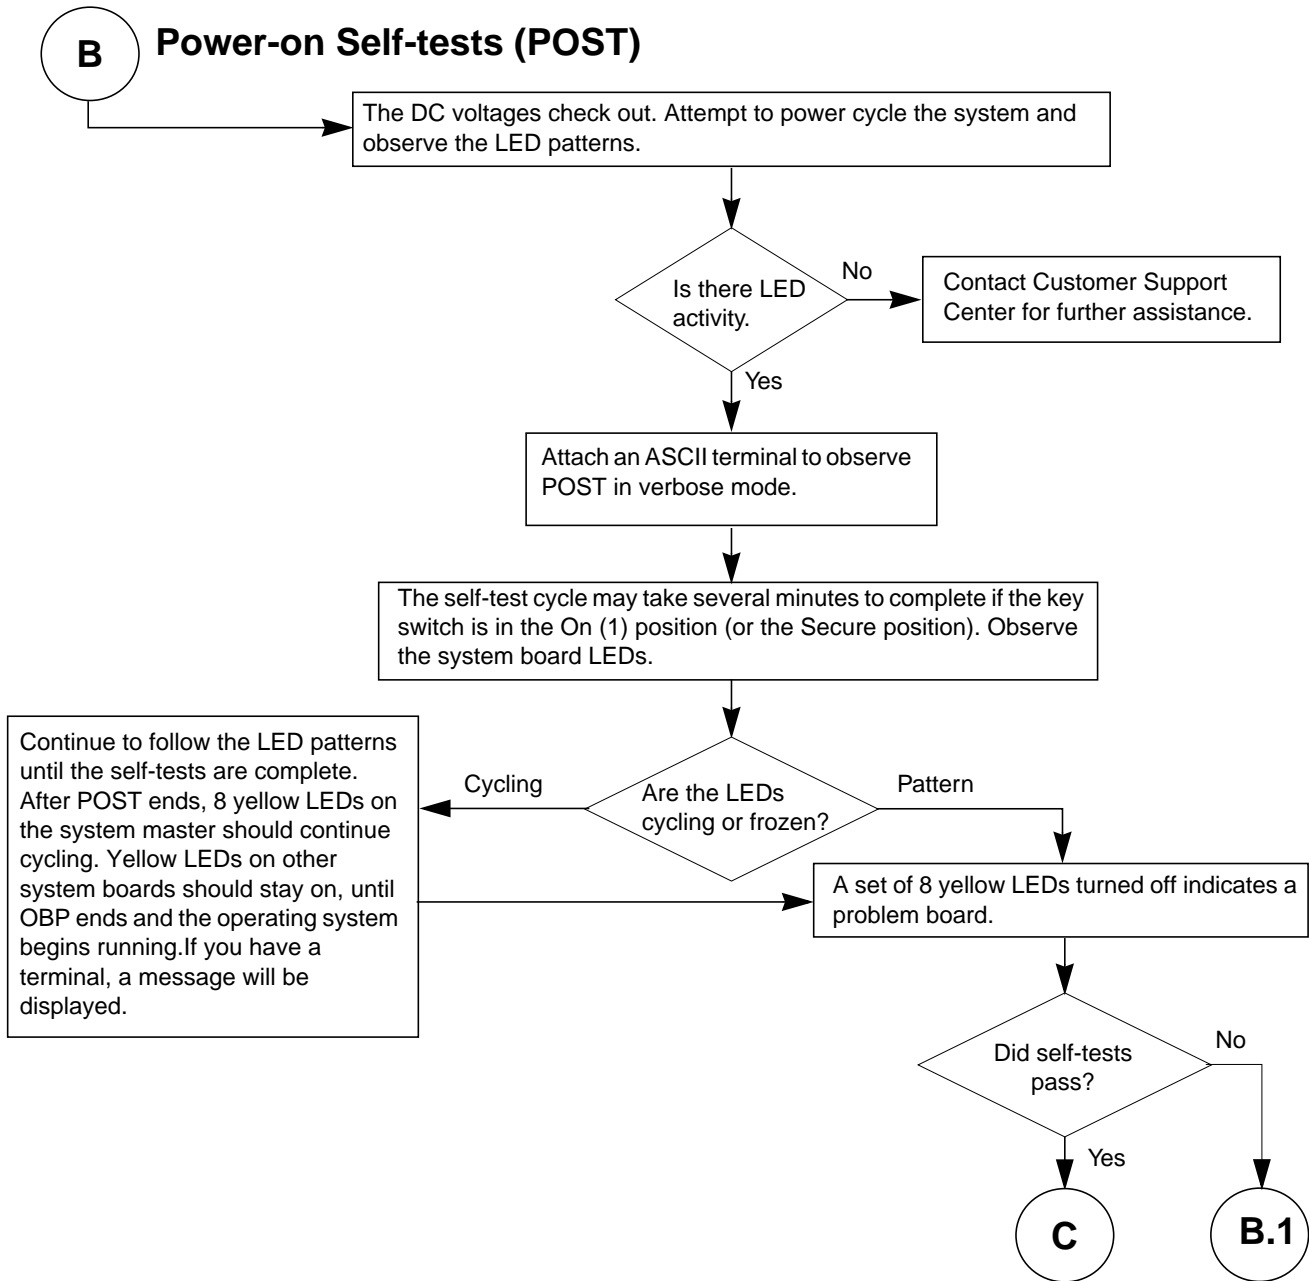 B
Power-on Self-tests (POST)
The DC voltages check out. Attempt to power cycle the system and
observe the LED patterns.
Is there LED
activity.
No
Contact Customer Support
Center for further assistance.
Yes
Attach an ASCII terminal to observe
POST in verbose mode.
The self-test cycle may take several minutes to complete if the key
switch is in the On (1) position (or the Secure position). Observe
the system board LEDs.
Are the LEDs
cycling or frozen?
Cycling
Pattern
Continue to follow the LED patterns
until the self-tests are complete.
After POST ends, 8 yellow LEDs on
the system master should continue
cycling. Yellow LEDs on other
system boards should stay on, until
OBP ends and the operating system
begins running.If you have a
terminal, a message will be
displayed.
A set of 8 yellow LEDs turned off indicates a
problem board.
Did self-tests
pass?
No
Yes
C
B.1